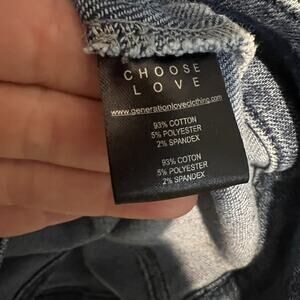 CHOOSE
LOVE
www.generationloveclothing.com
93% COTTON
5% POLYESTER
2% SPANDEX
93% COTON
5% POLYESTER
2% SPANDEX